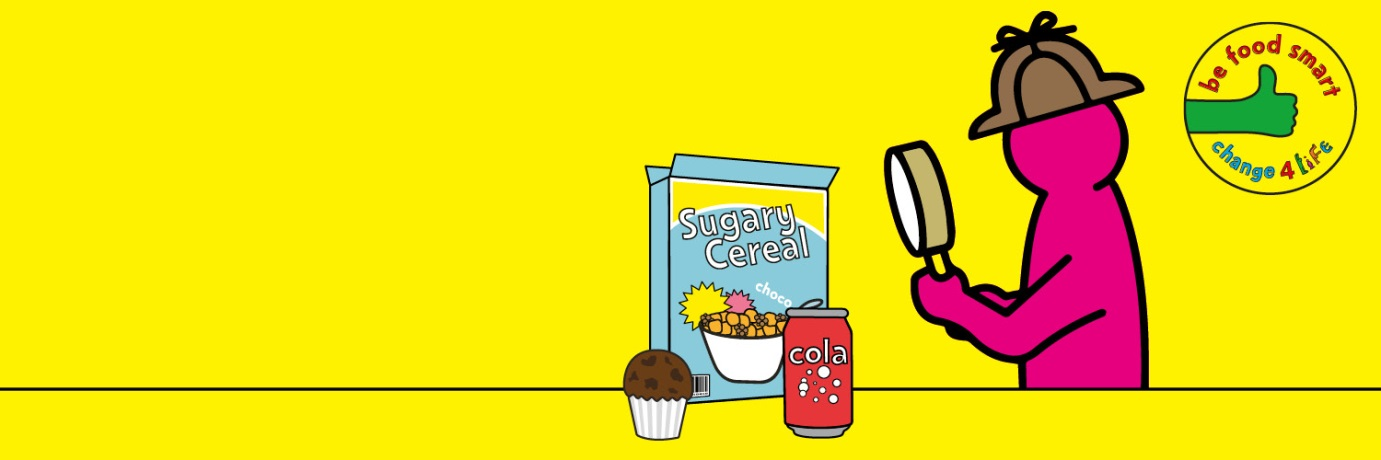 Sugary
Cereal
choco
cola
be food smart
change 4 LiFe